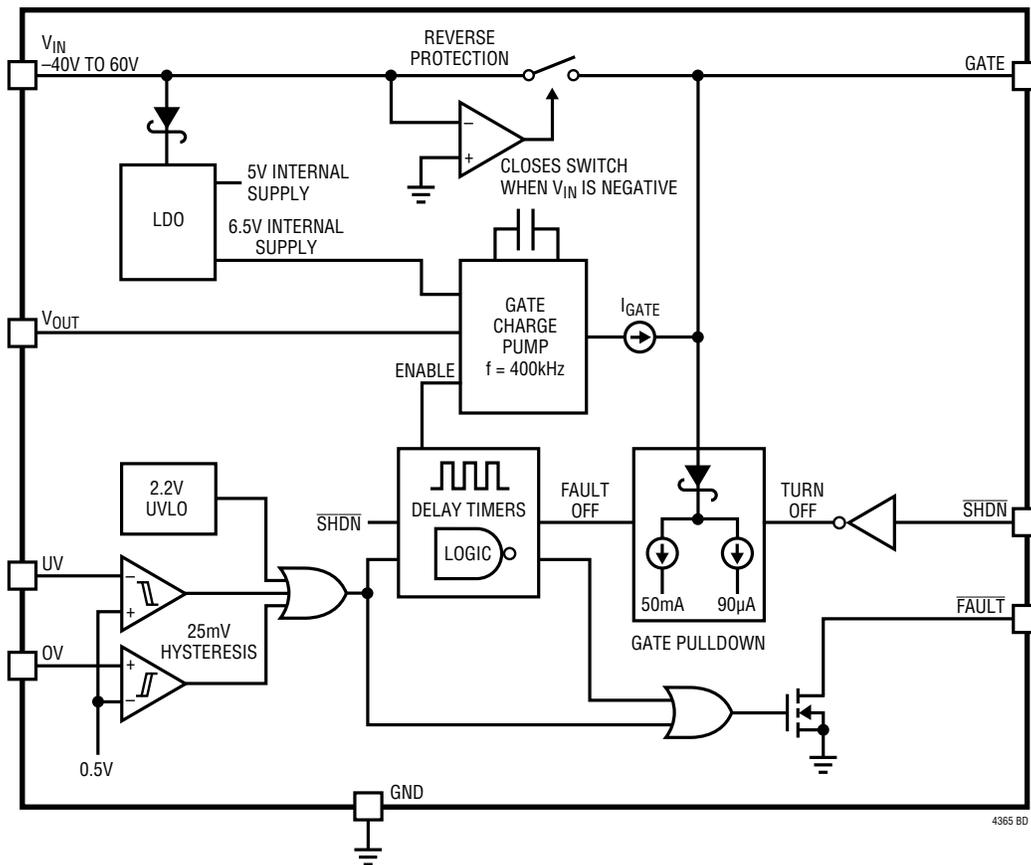 VIN
–40V TO 60V
REVERSE
PROTECTION
GATE
–
+
CLOSES SWITCH
WHEN VIN IS NEGATIVE
LDO
5V INTERNAL
SUPPLY
6.5V INTERNAL
SUPPLY
VOUT
GATE
CHARGE
PUMP
f = 400kHz
IGATE
ENABLE
2.2V
UVLO
SHDN
DELAY TIMERS
LOGIC
FAULT
OFF
TURN
OFF
SHDN
50mA
90µA
GATE PULLDOWN
FAULT
UV
–
+
25mV
HYSTERESIS
OV
+
–
0.5V
GND
4365 BD